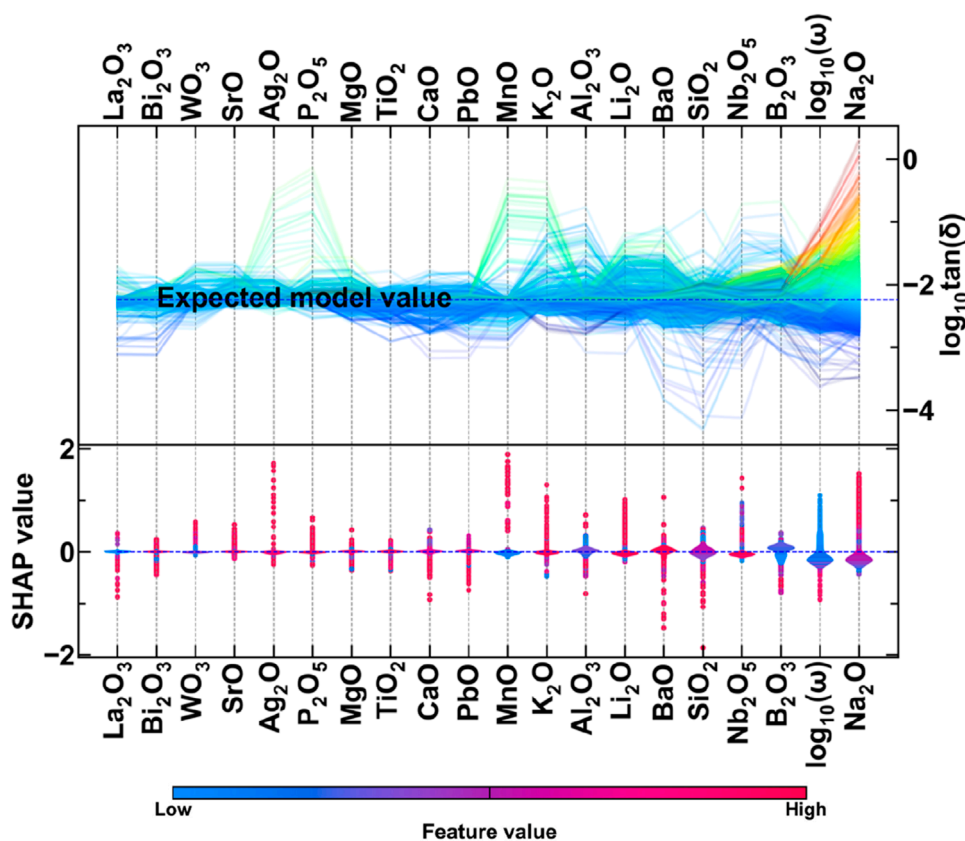 La₂O₃ Bi₂O₃ WO₃ SrO Ag₂O P₂O₅ MgO TiO₂ CaO PbO MnO K₂O Al₂O₃ Li₂O BaO SiO₂ Nb₂O₅ B₂O₃ log₁₀(ω) Na₂O
0
−2
−4
log₁₀tan(δ)
Expected model value
2
0
−2
SHAP value
La₂O₃ Bi₂O₃ WO₃ SrO Ag₂O P₂O₅ MgO TiO₂ CaO PbO MnO K₂O Al₂O₃ Li₂O BaO SiO₂ Nb₂O₅ B₂O₃ log₁₀(ω) Na₂O
Low High
Feature value